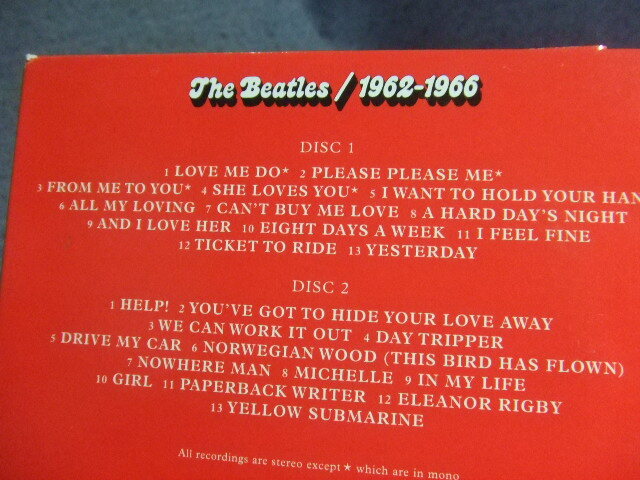 The Beatles / 1962-1966
DISC 1
1 LOVE ME DO* 2 PLEASE PLEASE ME*
3 FROM ME TO YOU* 4 SHE LOVES YOU* 5 I WANT TO HOLD YOUR HAN
6 ALL MY LOVING 7 CAN'T BUY ME LOVE 8 A HARD DAY'S NIGHT
9 AND I LOVE HER 10 EIGHT DAYS A WEEK 11 I FEEL FINE
12 TICKET TO RIDE 13 YESTERDAY
DISC 2
1 HELP! 2 YOU'VE GOT TO HIDE YOUR LOVE AWAY
3 WE CAN WORK IT OUT 4 DAY TRIPPER
5 DRIVE MY CAR 6 NORWEGIAN WOOD (THIS BIRD HAS FLOWN)
7 NOWHERE MAN 8 MICHELLE 9 IN MY LIFE
10 GIRL 11 PAPERBACK WRITER 12 ELEANOR RIGBY
13 YELLOW SUBMARINE
All recordings are stereo except * which are in mono